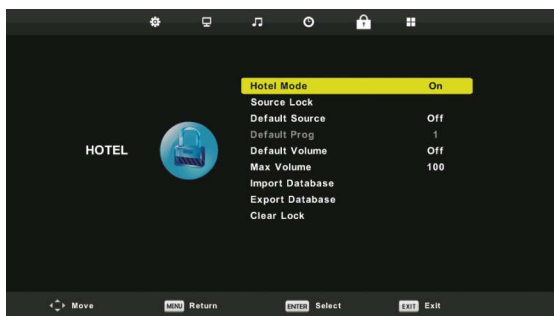 Hotel Mode On
Source Lock
Default Source Off
Default Prog 1
HOTEL
Default Volume Off
Max Volume 100
Import Database
Export Database
Clear Lock
Move MENU Return ENTER Select EXIT Exit